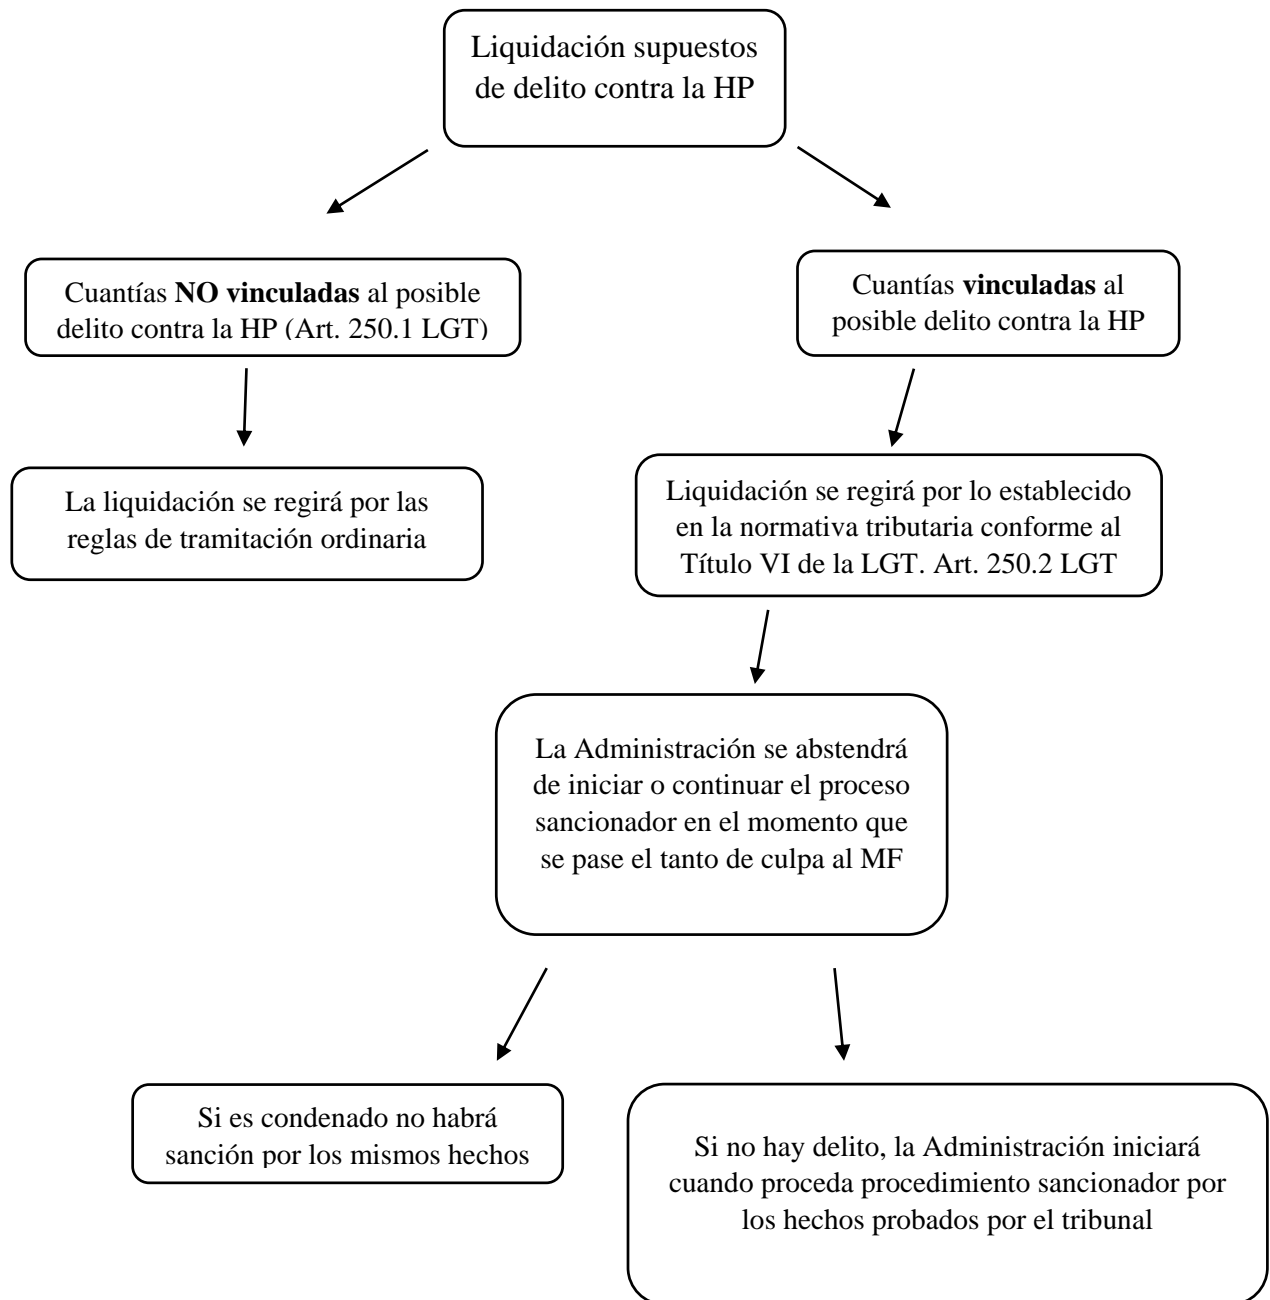 Liquidación supuestos
de delito contra la HP
Cuantías NO vinculadas al posible
delito contra la HP (Art. 250.1 LGT)
Cuantías vinculadas al
posible delito contra la HP
La liquidación se regirá por las
reglas de tramitación ordinaria
Liquidación se regirá por lo establecido
en la normativa tributaria conforme al
Título VI de la LGT. Art. 250.2 LGT
La Administración se abstendrá
de iniciar o continuar el proceso
sancionador en el momento que
se pase el tanto de culpa al MF
Si es condenado no habrá
sanción por los mismos hechos
Si no hay delito, la Administración iniciará
cuando proceda procedimiento sancionador por
los hechos probados por el tribunal